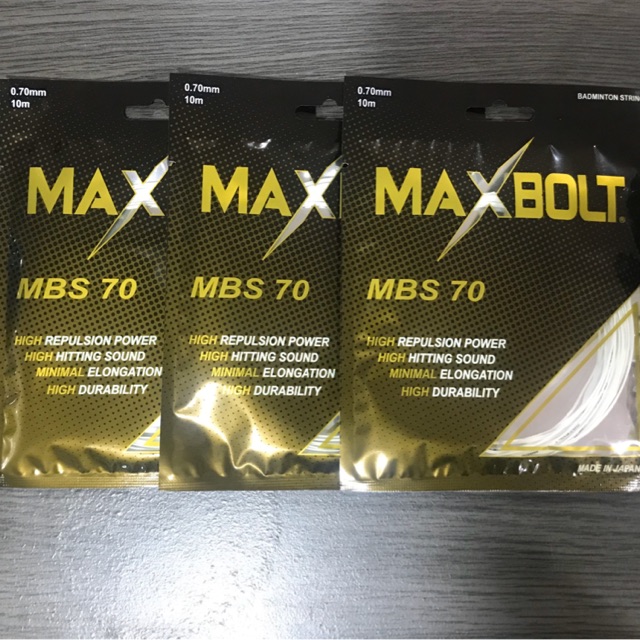 0.70mm
10m
MAX
MBS 70
HIGH REPULSION POWER
HIGH HITTING SOUND
MINIMAL ELONGATION
HIGH DURABILITY
0.70mm
10m
MAX
MBS 70
HIGH REPULSION POWER
HIGH HITTING SOUND
MINIMAL ELONGATION
HIGH DURABILITY
0.70mm
10m
BADMINTON STRING
MAXBOLT®
MBS 70
HIGH REPULSION POWER
HIGH HITTING SOUND
MINIMAL ELONGATION
HIGH DURABILITY
MADE IN JAPAN